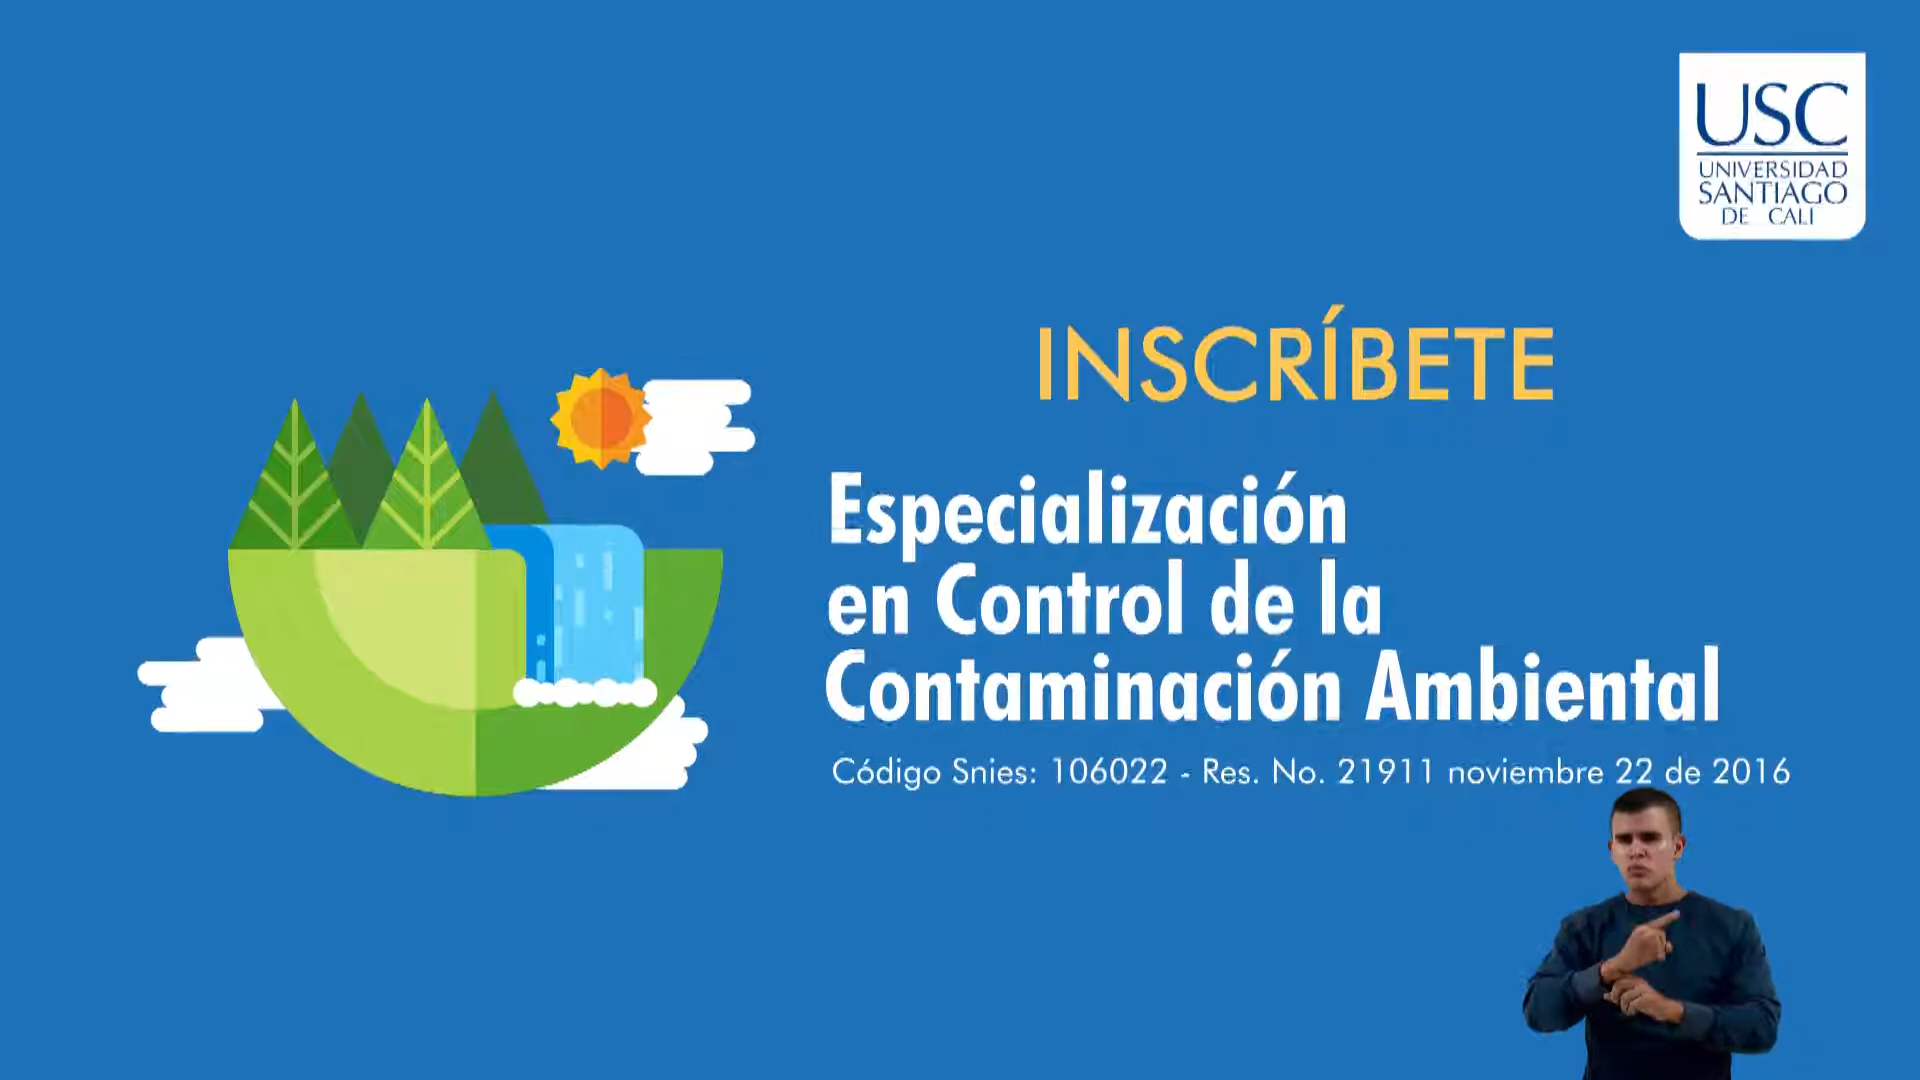 USC
UNIVERSIDAD
SANTIAGO
DE CALI
INSCRÍBETE
Especialización
en Control de la
Contaminación Ambiental
Código Snies: 106022 - Res. No. 21911 noviembre 22 de 2016